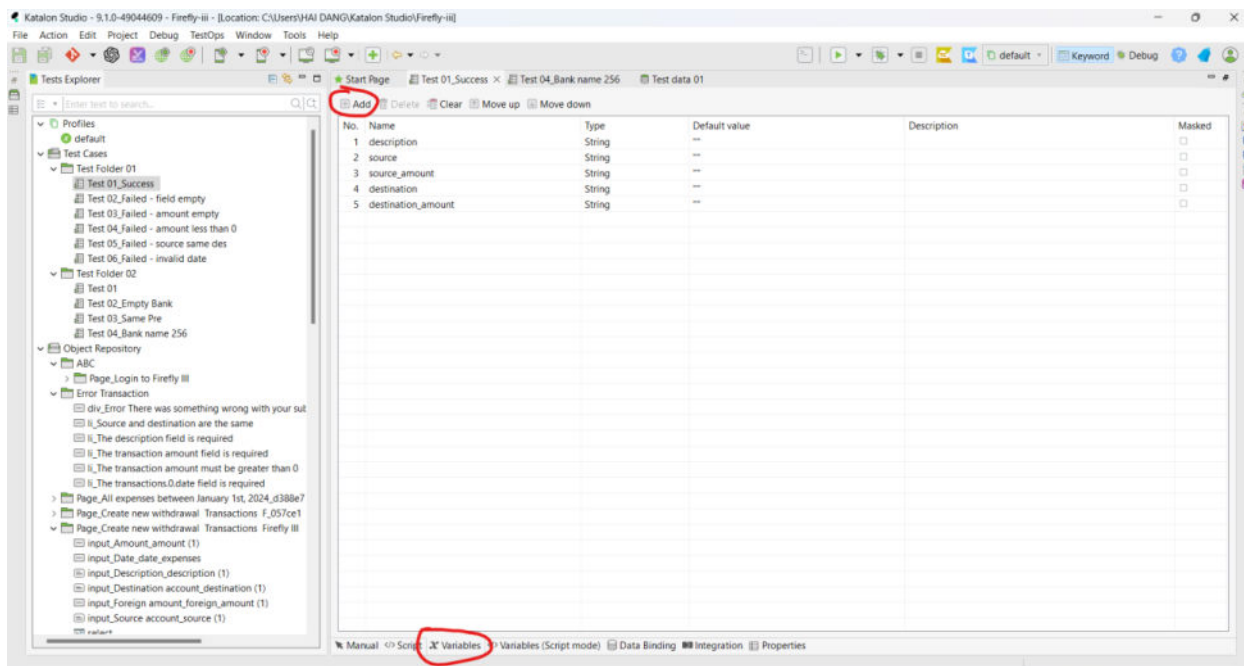 Katalon Studio - 9.1.0-49044609 - Firefly-iii - [Location: C:\Users\HAI DANG\Katalon Studio\Firefly-iii]
File Action Edit Project Debug TestOps Window Tools Help
default Keyword Debug
Tests Explorer
Start Page Test 01_Success Test 04_Bank name 256 Test data 01
Enter text to search...
Add Delete Clear Move up Move down
No. Name Type Default value Description Masked
1 description String ""
2 source String ""
3 source_amount String ""
4 destination String ""
5 destination_amount String ""
Profiles
default
Test Cases
Test Folder 01
Test 01_Success
Test 02_Failed - field empty
Test 03_Failed - amount empty
Test 04_Failed - amount less than 0
Test 05_Failed - source same des
Test 06_Failed - invalid date
Test Folder 02
Test 01
Test 02_Empty Bank
Test 03_Same Pre
Test 04_Bank name 256
Object Repository
ABC
Page_Login to Firefly III
Error Transaction
div_Error There was something wrong with your sub
li_Source and destination are the same
li_The description field is required
li_The transaction amount field is required
li_The transaction amount must be greater than 0
li_The transactions.0.date field is required
Page_All expenses between January 1st, 2024_d388e7
Page_Create new withdrawal Transactions F_057ce1
Page_Create new withdrawal Transactions Firefly III
input_Amount_amount (1)
input_Date_date_expenses
input_Description_description (1)
input_Destination account_destination (1)
input_Foreign amount_foreign_amount (1)
input_Source account_source (1)
select
Manual </> Script Variables Variables (Script mode) Data Binding Integration Properties